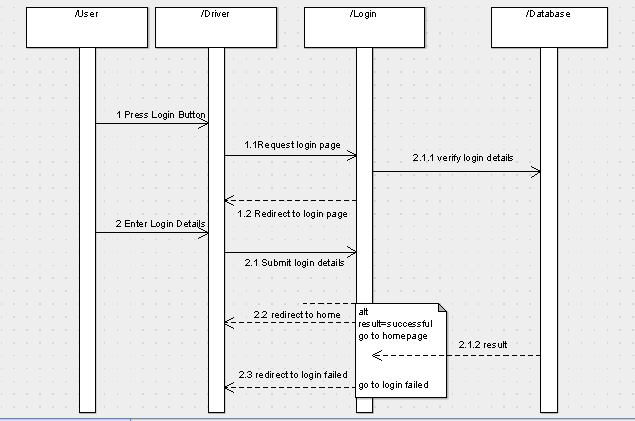 /User
/Driver
/Login
/Database
1 Press Login Button
1.1Request login page
2.1.1 verify login details
1.2 Redirect to login page
2 Enter Login Details
2.1 Submit login details
2.2 redirect to home
alt
result=successful
go to homepage
2.1.2 result
2.3 redirect to login failed
go to login failed